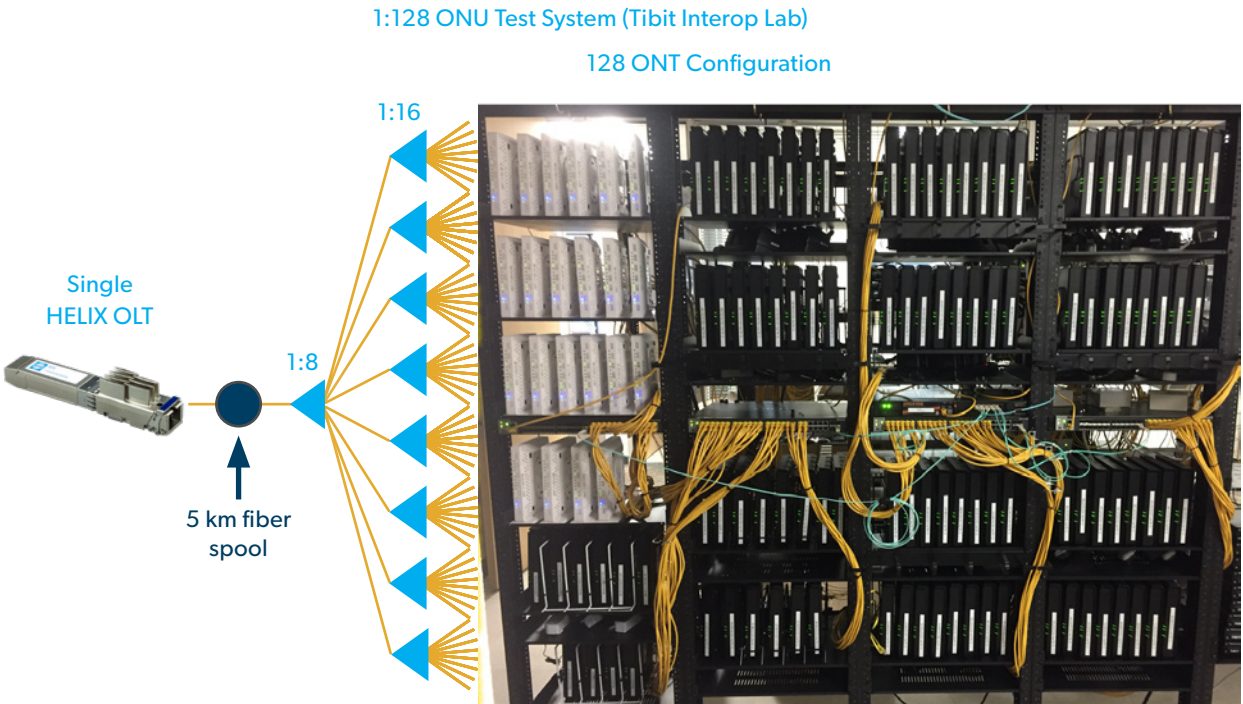 1:128 ONU Test System (Tibit Interop Lab)
128 ONT Configuration
1:16
Single
HELIX OLT
1:8
5 km fiber
spool